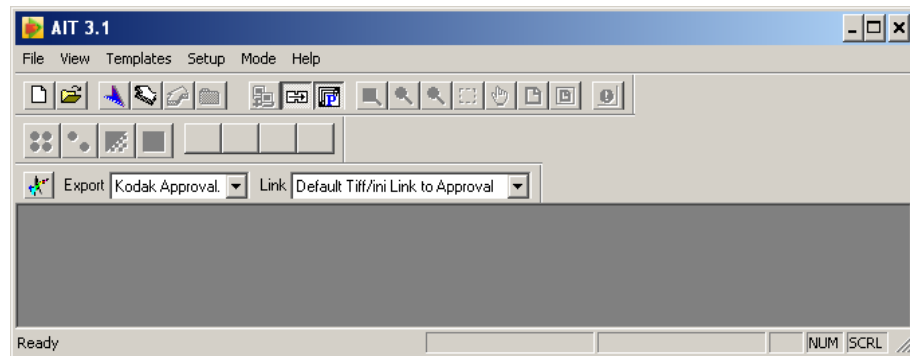 AIT 3.1
File View Templates Setup Mode Help
Export Kodak Approval. Link Default Tiff/ini Link to Approval
Ready NUM SCRL